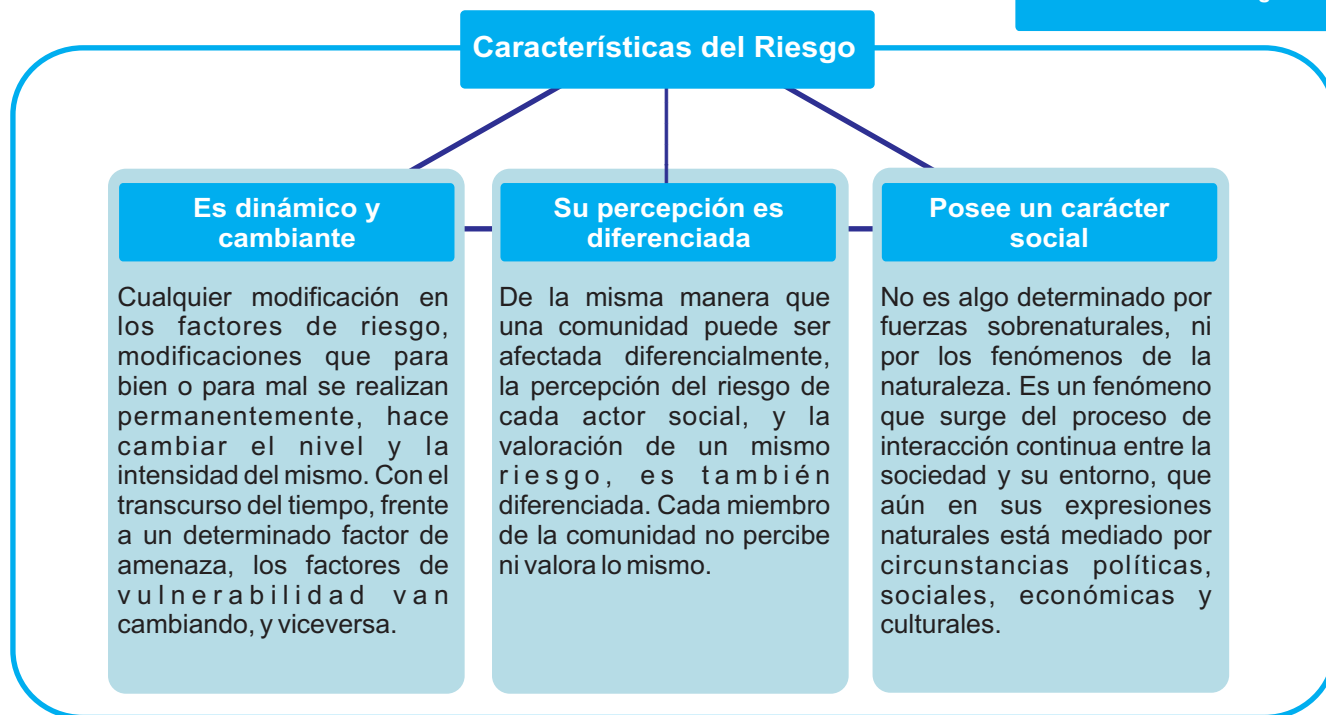 Características del Riesgo
Es dinámico y
cambiante
Cualquier modificación en
los factores de riesgo,
modificaciones que para
bien o para mal se realizan
permanentemente, hace
cambiar el nivel y la
intensidad del mismo. Con el
transcurso del tiempo, frente
a un determinado factor de
amenaza, los factores de
vulnerabilidad van
cambiando, y viceversa.
Su percepción es
diferenciada
De la misma manera que
una comunidad puede ser
afectada diferencialmente,
la percepción del riesgo de
cada actor social, y la
valoración de un mismo
riesgo, es también
diferenciada. Cada miembro
de la comunidad no percibe
ni valora lo mismo.
Posee un carácter
social
No es algo determinado por
fuerzas sobrenaturales, ni
por los fenómenos de la
naturaleza. Es un fenómeno
que surge del proceso de
interacción continua entre la
sociedad y su entorno, que
aún en sus expresiones
naturales está mediado por
circunstancias políticas,
sociales, económicas y
culturales.